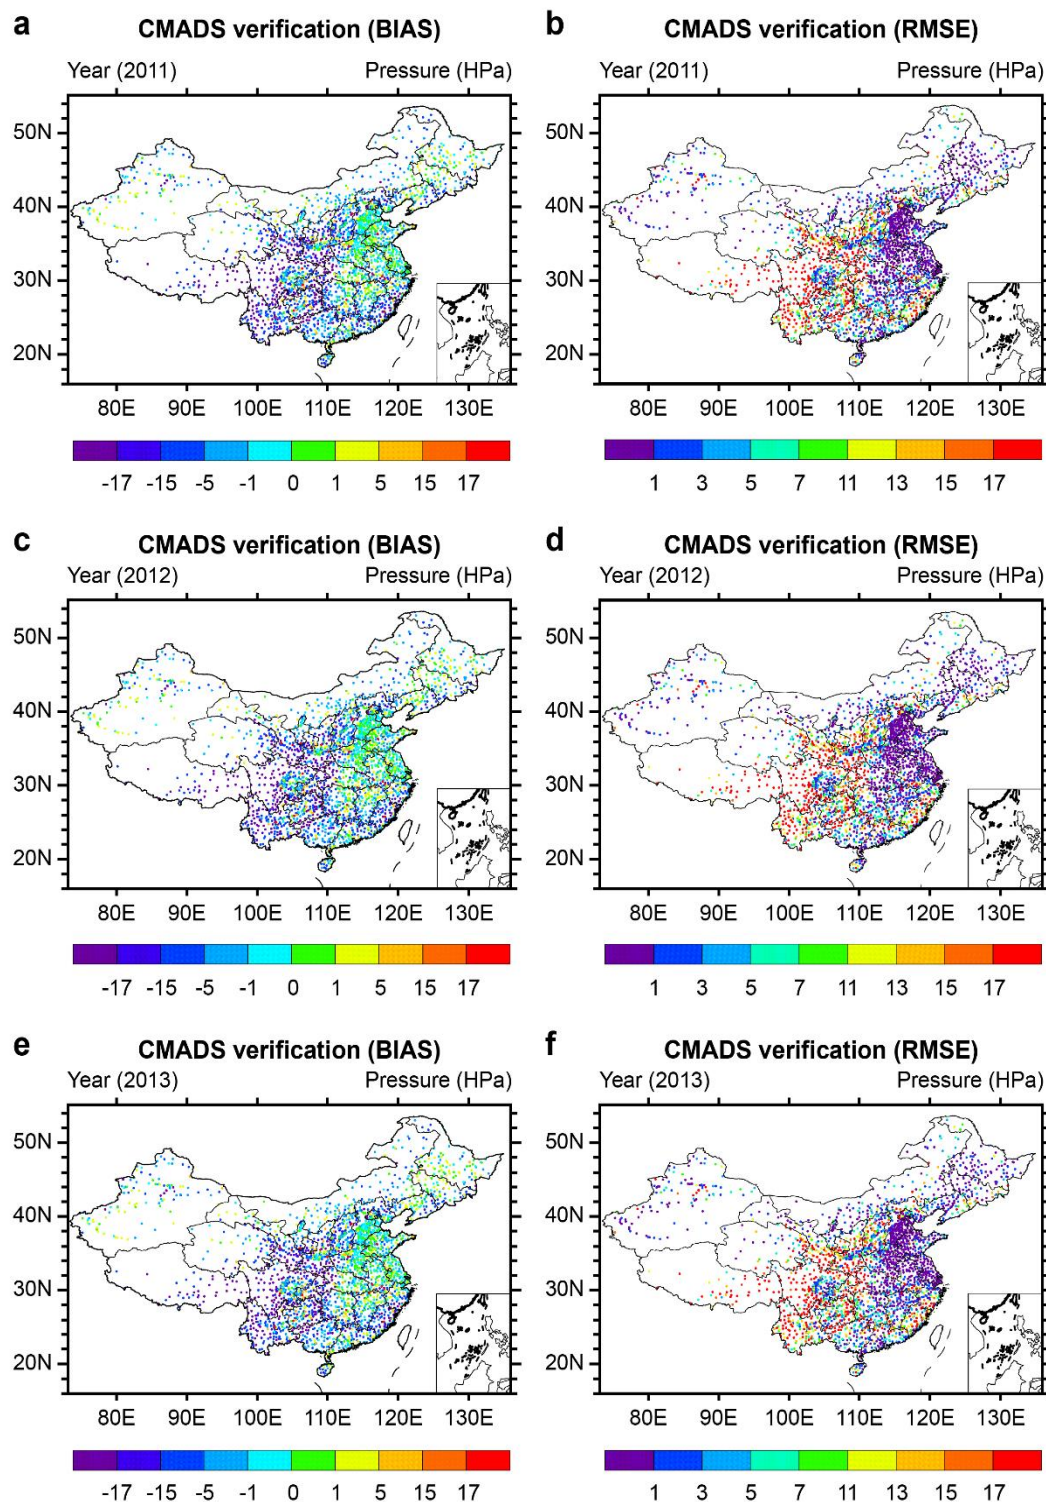 a
CMADS verification (BIAS)
Year (2011) Pressure (HPa)
50N
40N
30N
20N
80E 90E 100E 110E 120E 130E
-17 -15 -5 -1 0 1 5 15 17
b
CMADS verification (RMSE)
Year (2011) Pressure (HPa)
50N
40N
30N
20N
80E 90E 100E 110E 120E 130E
1 3 5 7 11 13 15 17
c
CMADS verification (BIAS)
Year (2012) Pressure (HPa)
50N
40N
30N
20N
80E 90E 100E 110E 120E 130E
-17 -15 -5 -1 0 1 5 15 17
d
CMADS verification (RMSE)
Year (2012) Pressure (HPa)
50N
40N
30N
20N
80E 90E 100E 110E 120E 130E
1 3 5 7 11 13 15 17
e
CMADS verification (BIAS)
Year (2013) Pressure (HPa)
50N
40N
30N
20N
80E 90E 100E 110E 120E 130E
-17 -15 -5 -1 0 1 5 15 17
f
CMADS verification (RMSE)
Year (2013) Pressure (HPa)
50N
40N
30N
20N
80E 90E 100E 110E 120E 130E
1 3 5 7 11 13 15 17